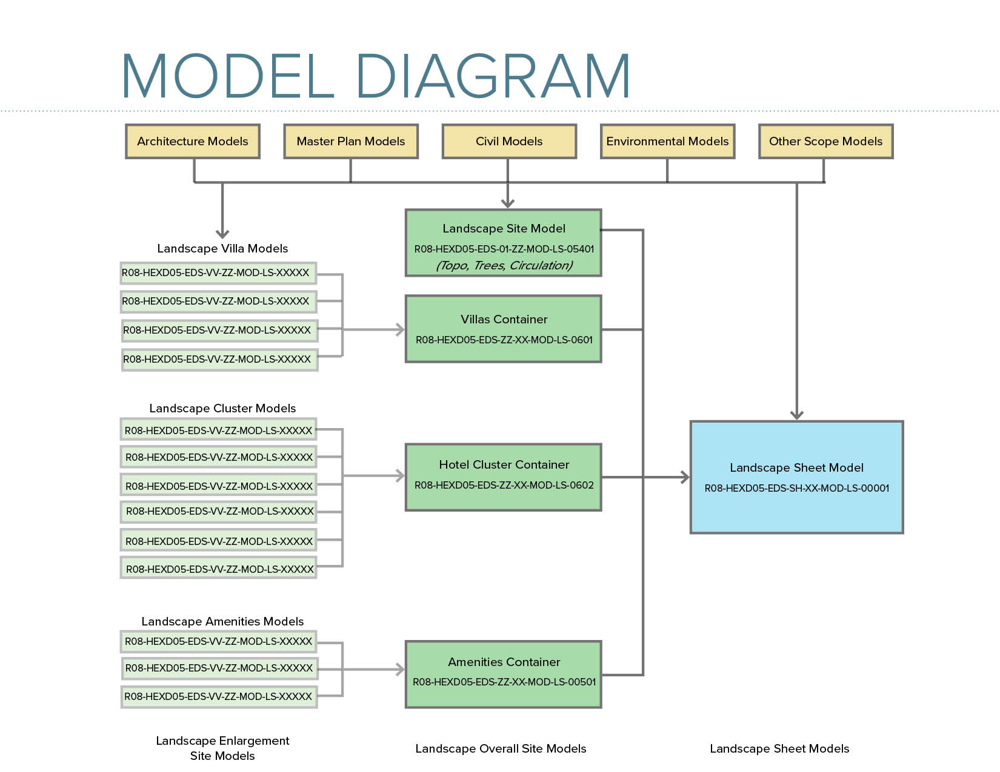 MODEL DIAGRAM
Architecture Models
Master Plan Models
Civil Models
Environmental Models
Other Scope Models
Landscape Villa Models
R08-HEXD05-EDS-VV-ZZ-MOD-LS-XXXXX
R08-HEXD05-EDS-VV-ZZ-MOD-LS-XXXXX
R08-HEXD05-EDS-VV-ZZ-MOD-LS-XXXXX
R08-HEXD05-EDS-VV-ZZ-MOD-LS-XXXXX
Landscape Site Model
R08-HEXD05-EDS-01-ZZ-MOD-LS-05401
(Topo, Trees, Circulation)
Villas Container
R08-HEXD05-EDS-ZZ-XX-MOD-LS-0601
Landscape Cluster Models
R08-HEXD05-EDS-VV-ZZ-MOD-LS-XXXXX
R08-HEXD05-EDS-VV-ZZ-MOD-LS-XXXXX
R08-HEXD05-EDS-VV-ZZ-MOD-LS-XXXXX
R08-HEXD05-EDS-VV-ZZ-MOD-LS-XXXXX
R08-HEXD05-EDS-VV-ZZ-MOD-LS-XXXXX
R08-HEXD05-EDS-VV-ZZ-MOD-LS-XXXXX
Hotel Cluster Container
R08-HEXD05-EDS-ZZ-XX-MOD-LS-0602
Landscape Sheet Model
R08-HEXD05-EDS-SH-XX-MOD-LS-00001
Landscape Amenities Models
R08-HEXD05-EDS-VV-ZZ-MOD-LS-XXXXX
R08-HEXD05-EDS-VV-ZZ-MOD-LS-XXXXX
R08-HEXD05-EDS-VV-ZZ-MOD-LS-XXXXX
Amenities Container
R08-HEXD05-EDS-ZZ-XX-MOD-LS-00501
Landscape Enlargement
Site Models
Landscape Overall Site Models
Landscape Sheet Models